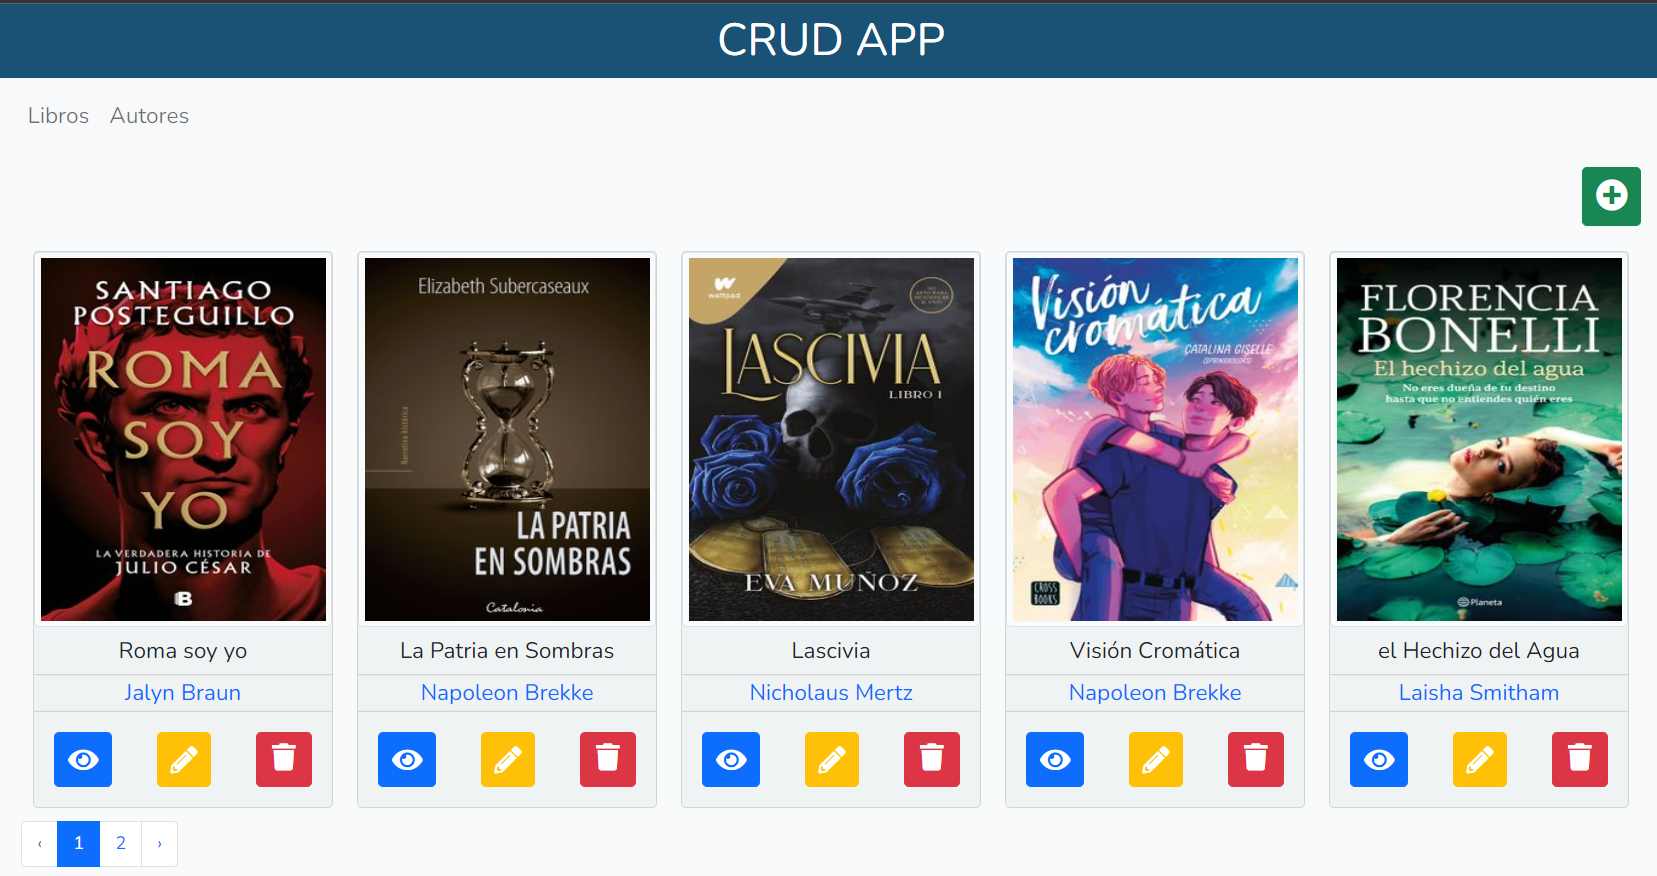 CRUD APP
Libros Autores
SANTIAGO
POSTEGUILLO
ROMA
SOY
YO
LA VERDADERA HISTORIA DE
JULIO CÉSAR
B
Roma soy yo
Jalyn Braun
Elizabeth Subercaseaux
Narrativa histórica
LA PATRIA
EN SOMBRAS
Catalonia
La Patria en Sombras
Napoleon Brekke
w
wattpad
LASCIVIA
LIBRO 1
EVA MUÑOZ
Lascivia
Nicholaus Mertz
Visión
cromática
CATALINA GISELLE
(SPRINGKOLORS)
CROSS
BOOKS
Visión Cromática
Napoleon Brekke
FLORENCIA
BONELLI
El hechizo del agua
No eres dueña de tu destino
hasta que no entiendes quién eres
Planeta
el Hechizo del Agua
Laisha Smitham
‹ 1 2 ›